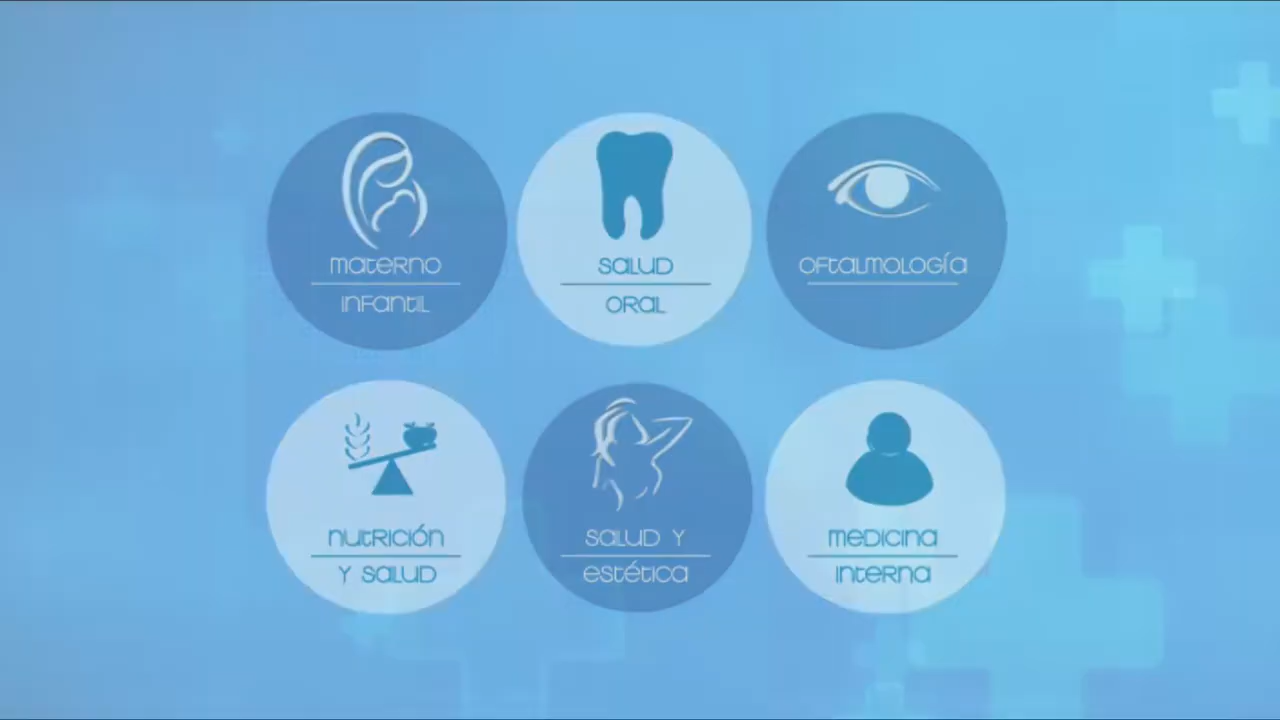 materno
infantil
salud
oral
oftalmología
nutrición
y salud
salud y
estética
medicina
interna